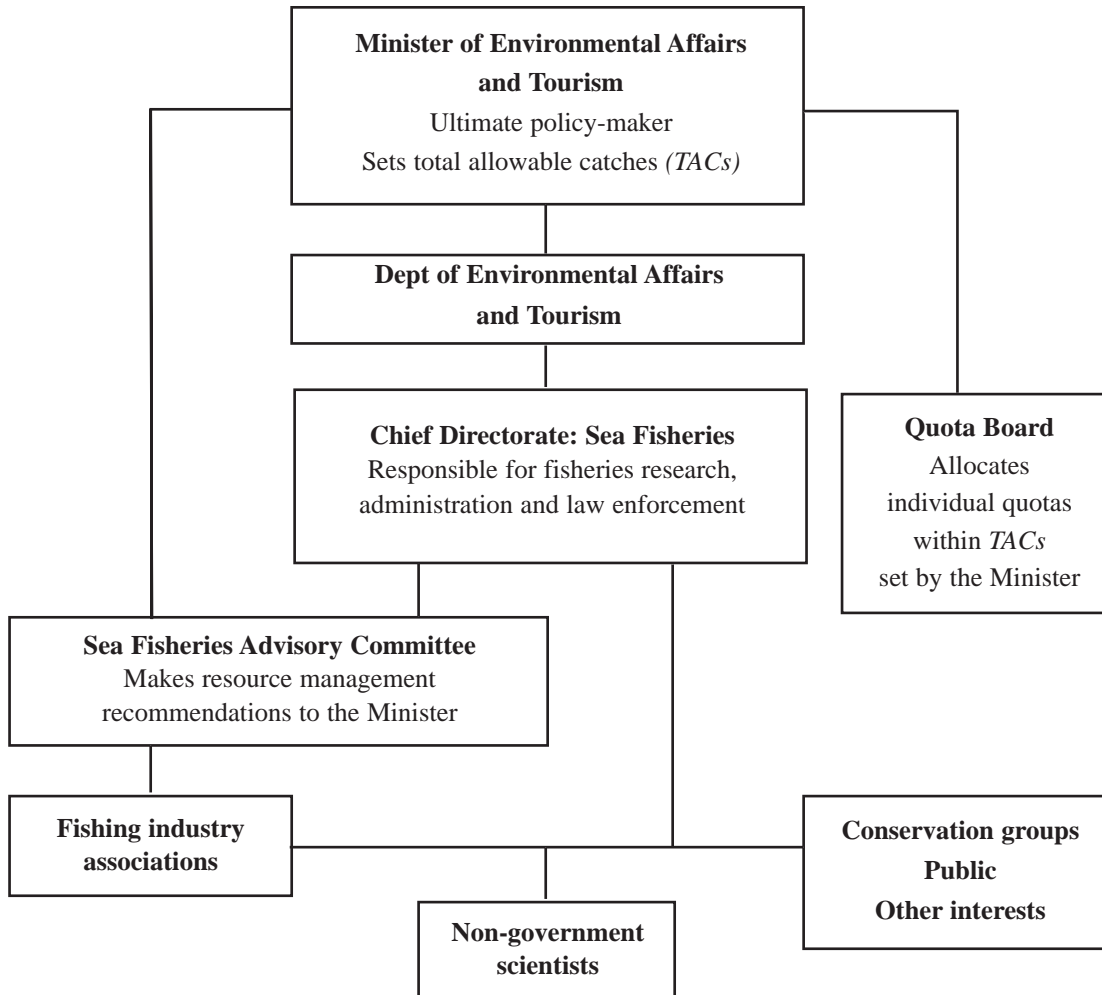 Minister of Environmental Affairs
and Tourism
Ultimate policy-maker
Sets total allowable catches (TACs)
Dept of Environmental Affairs
and Tourism
Chief Directorate: Sea Fisheries
Responsible for fisheries research,
administration and law enforcement
Quota Board
Allocates
individual quotas
within TACs
set by the Minister
Sea Fisheries Advisory Committee
Makes resource management
recommendations to the Minister
Fishing industry
associations
Conservation groups
Public
Other interests
Non-government
scientists